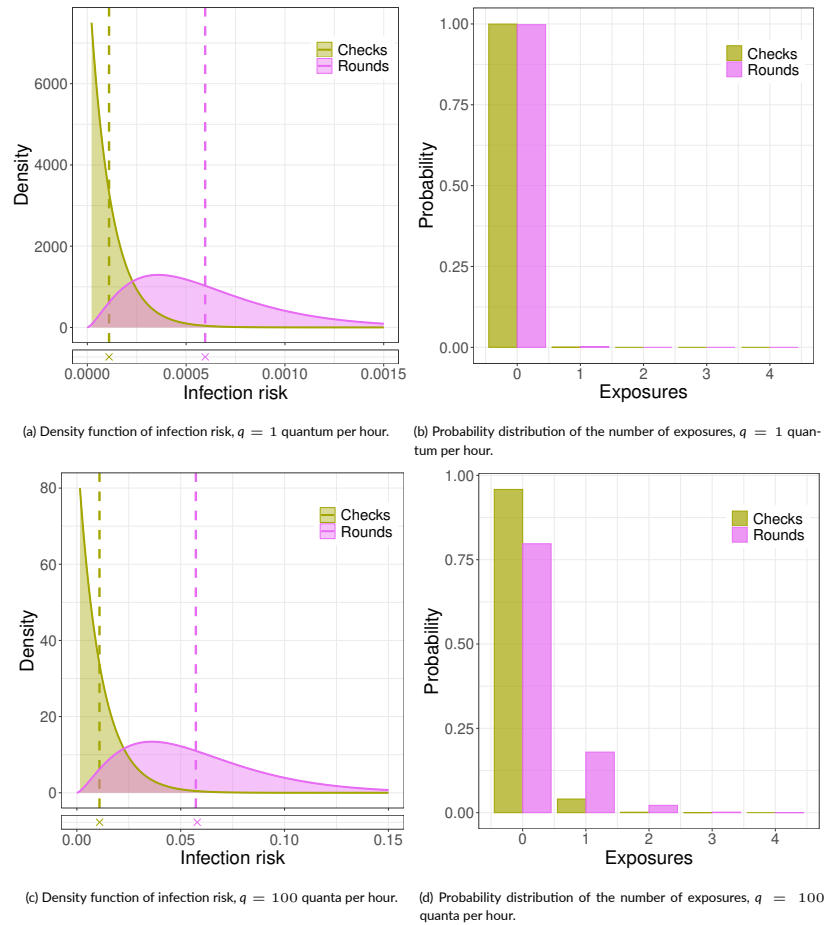 Checks
Rounds
6000
4000
2000
0
Density
0.0000
0.0005
0.0010
0.0015
Infection risk
(a) Density function of infection risk, q = 1 quantum per hour.
1.00
0.75
0.50
0.25
0.00
Probability
Checks
Rounds
0
1
2
3
4
Exposures
(b) Probability distribution of the number of exposures, q = 1 quan-
tum per hour.
80
60
40
20
0
Density
Checks
Rounds
0.00
0.05
0.10
0.15
Infection risk
(c) Density function of infection risk, q = 100 quanta per hour.
1.00
0.75
0.50
0.25
0.00
Probability
Checks
Rounds
0
1
2
3
4
Exposures
(d) Probability distribution of the number of exposures, q = 100
quanta per hour.